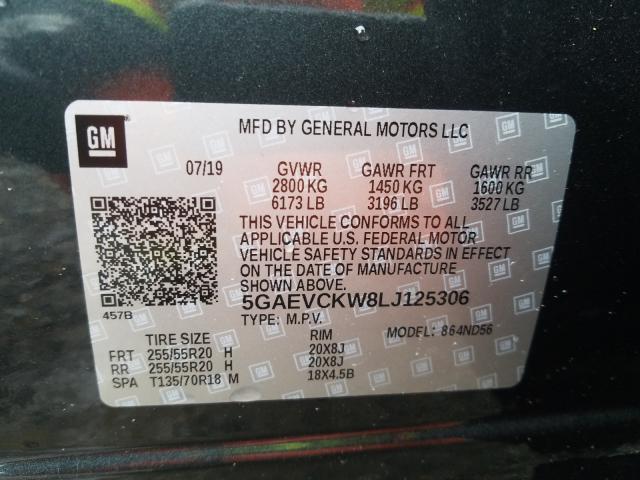 GM
MFD BY GENERAL MOTORS LLC
07/19 GVWR GAWR FRT GAWR RR
2800 KG 1450 KG 1600 KG
6173 LB 3196 LB 3527 LB
THIS VEHICLE CONFORMS TO ALL
APPLICABLE U.S. FEDERAL MOTOR
VEHICLE SAFETY STANDARDS IN EFFECT
ON THE DATE OF MANUFACTURE
SHOWN ABOVE.
457B 5GAEVCKW8LJ125306
TYPE: M.P.V. MODEL: 864ND56
TIRE SIZE RIM
FRT 255/55R20 H 20X8J
RR 255/55R20 H 20X8J
SPA T135/70R18 M 18X4.5B